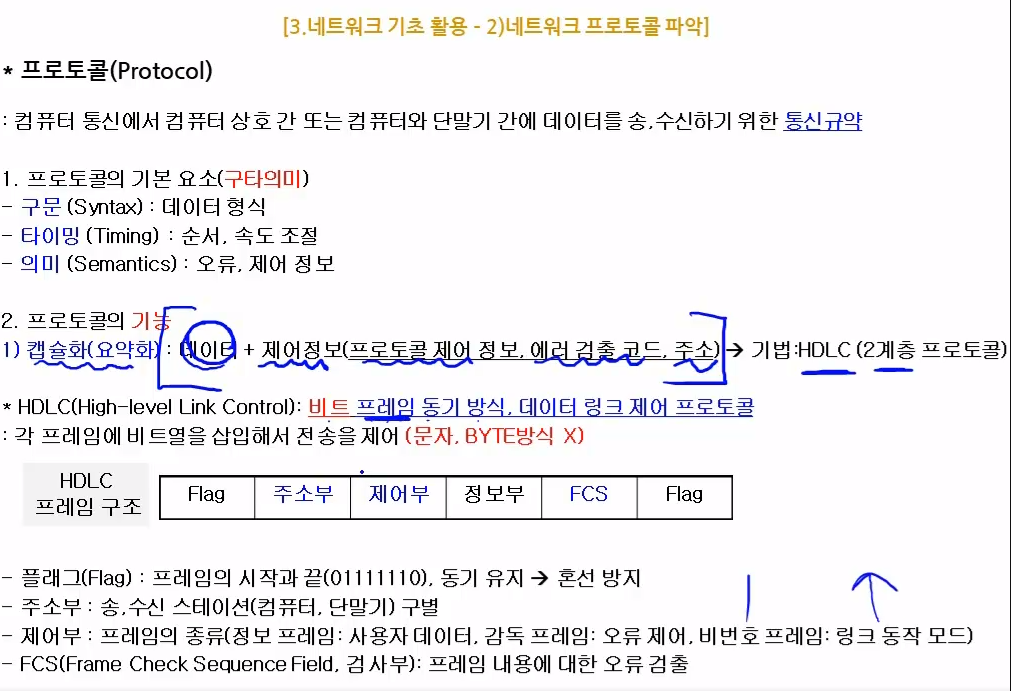 [3.네트워크 기초 활용 - 2)네트워크 프로토콜 파악]
* 프로토콜(Protocol)
: 컴퓨터 통신에서 컴퓨터 상호 간 또는 컴퓨터와 단말기 간에 데이터를 송,수신하기 위한 통신규약
1. 프로토콜의 기본 요소(구타의미)
- 구문 (Syntax) : 데이터 형식
- 타이밍 (Timing) : 순서, 속도 조절
- 의미 (Semantics) : 오류, 제어 정보
2. 프로토콜의 기능
1) 캡슐화(요약화) : 데이터 + 제어정보(프로토콜 제어 정보, 에러 검출 코드, 주소) → 기법:HDLC (2계층 프로토콜)
* HDLC(High-level Link Control): 비트 프레임 동기 방식, 데이터 링크 제어 프로토콜
: 각 프레임에 비트열을 삽입해서 전송을 제어 (문자, BYTE방식 X)
HDLC
프레임 구조
Flag 주소부 제어부 정보부 FCS Flag
- 플래그(Flag) : 프레임의 시작과 끝(01111110), 동기 유지 → 혼선 방지
- 주소부 : 송,수신 스테이션(컴퓨터, 단말기) 구별
- 제어부 : 프레임의 종류(정보 프레임: 사용자 데이터, 감독 프레임: 오류 제어, 비번호 프레임: 링크 동작 모드)
- FCS(Frame Check Sequence Field, 검사부): 프레임 내용에 대한 오류 검출